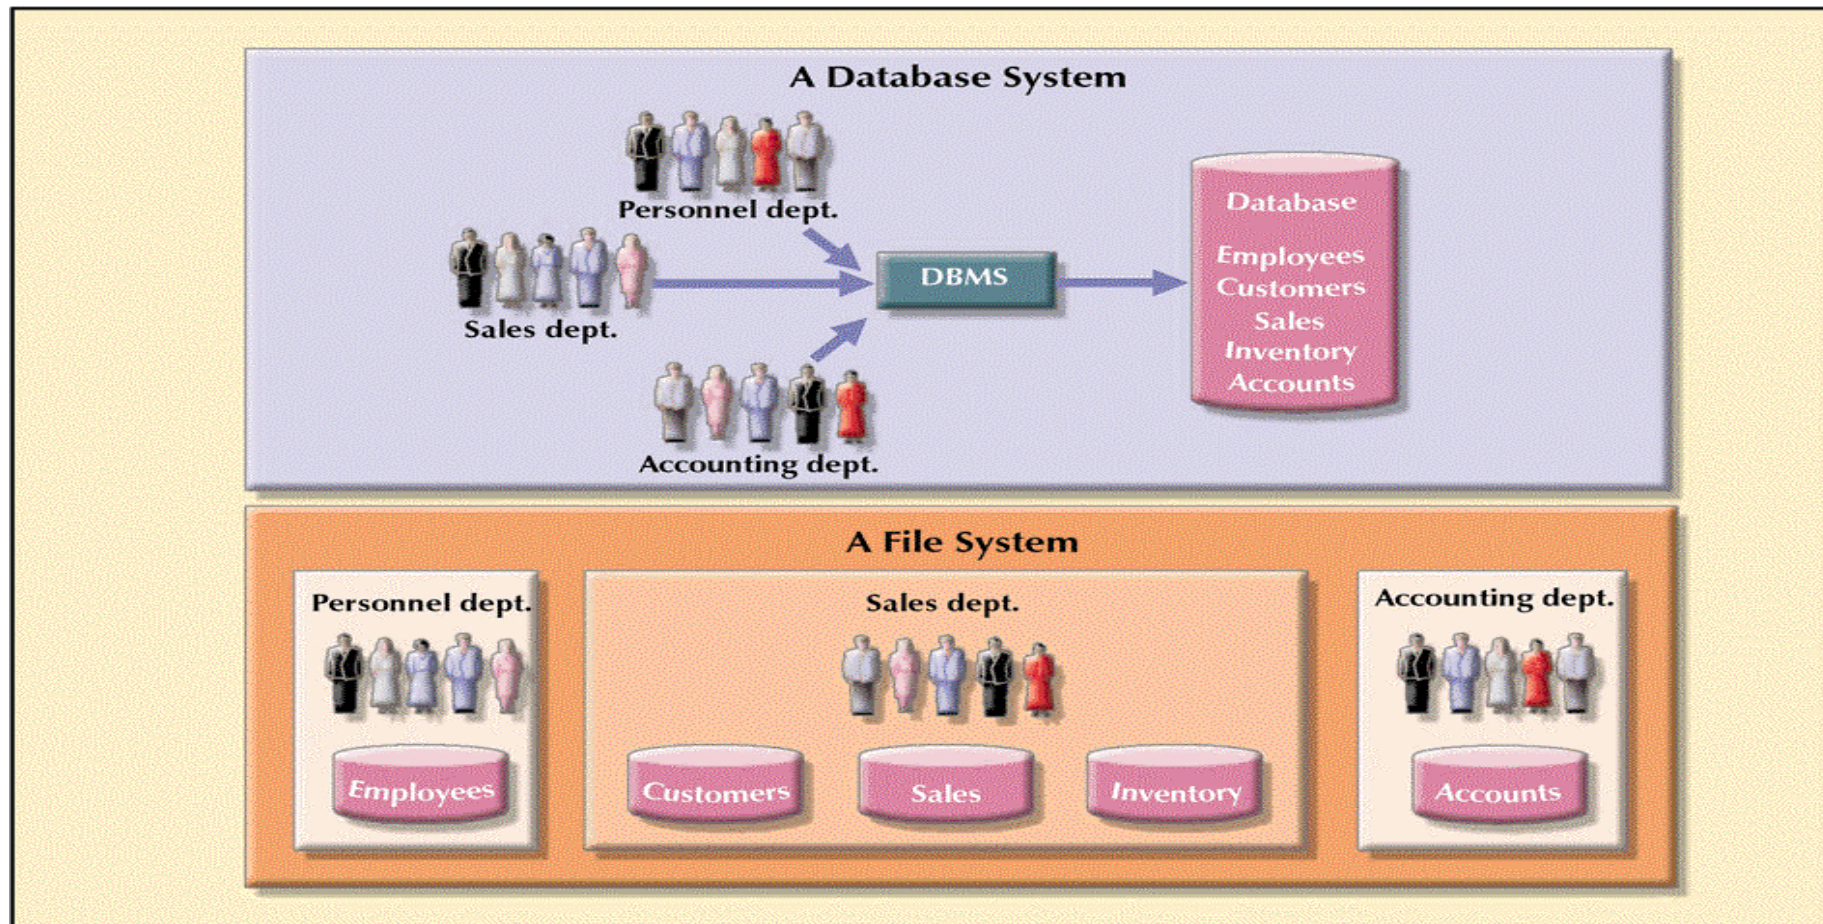 A Database System
Personnel dept.
Sales dept.
Accounting dept.
DBMS
Database
Employees
Customers
Sales
Inventory
Accounts
A File System
Personnel dept.
Employees
Sales dept.
Customers
Sales
Inventory
Accounting dept.
Accounts